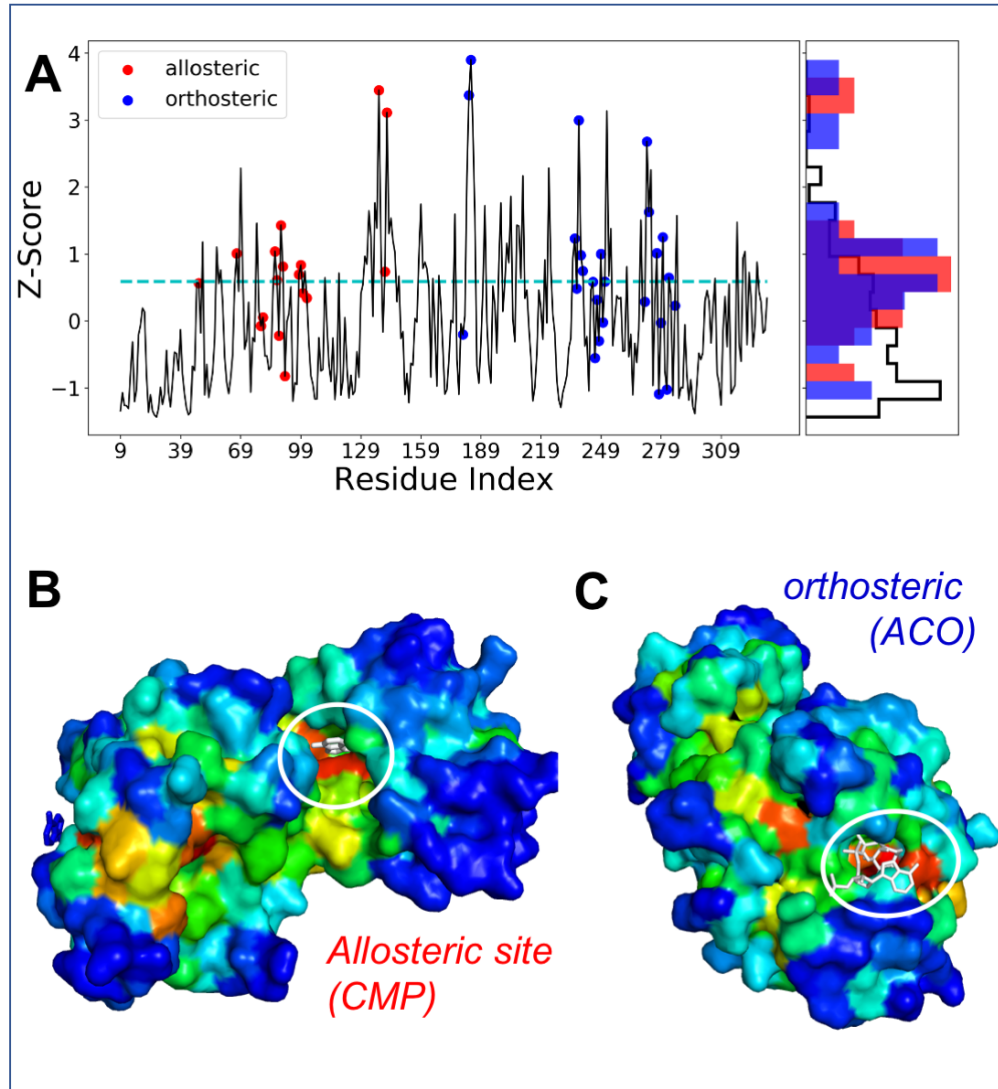 A
allosteric
orthosteric
Z-Score
4
3
2
1
0
−1
9 39 69 99 129 159 189 219 249 279 309
Residue Index
B
Allosteric site
(CMP)
C
orthosteric
(ACO)